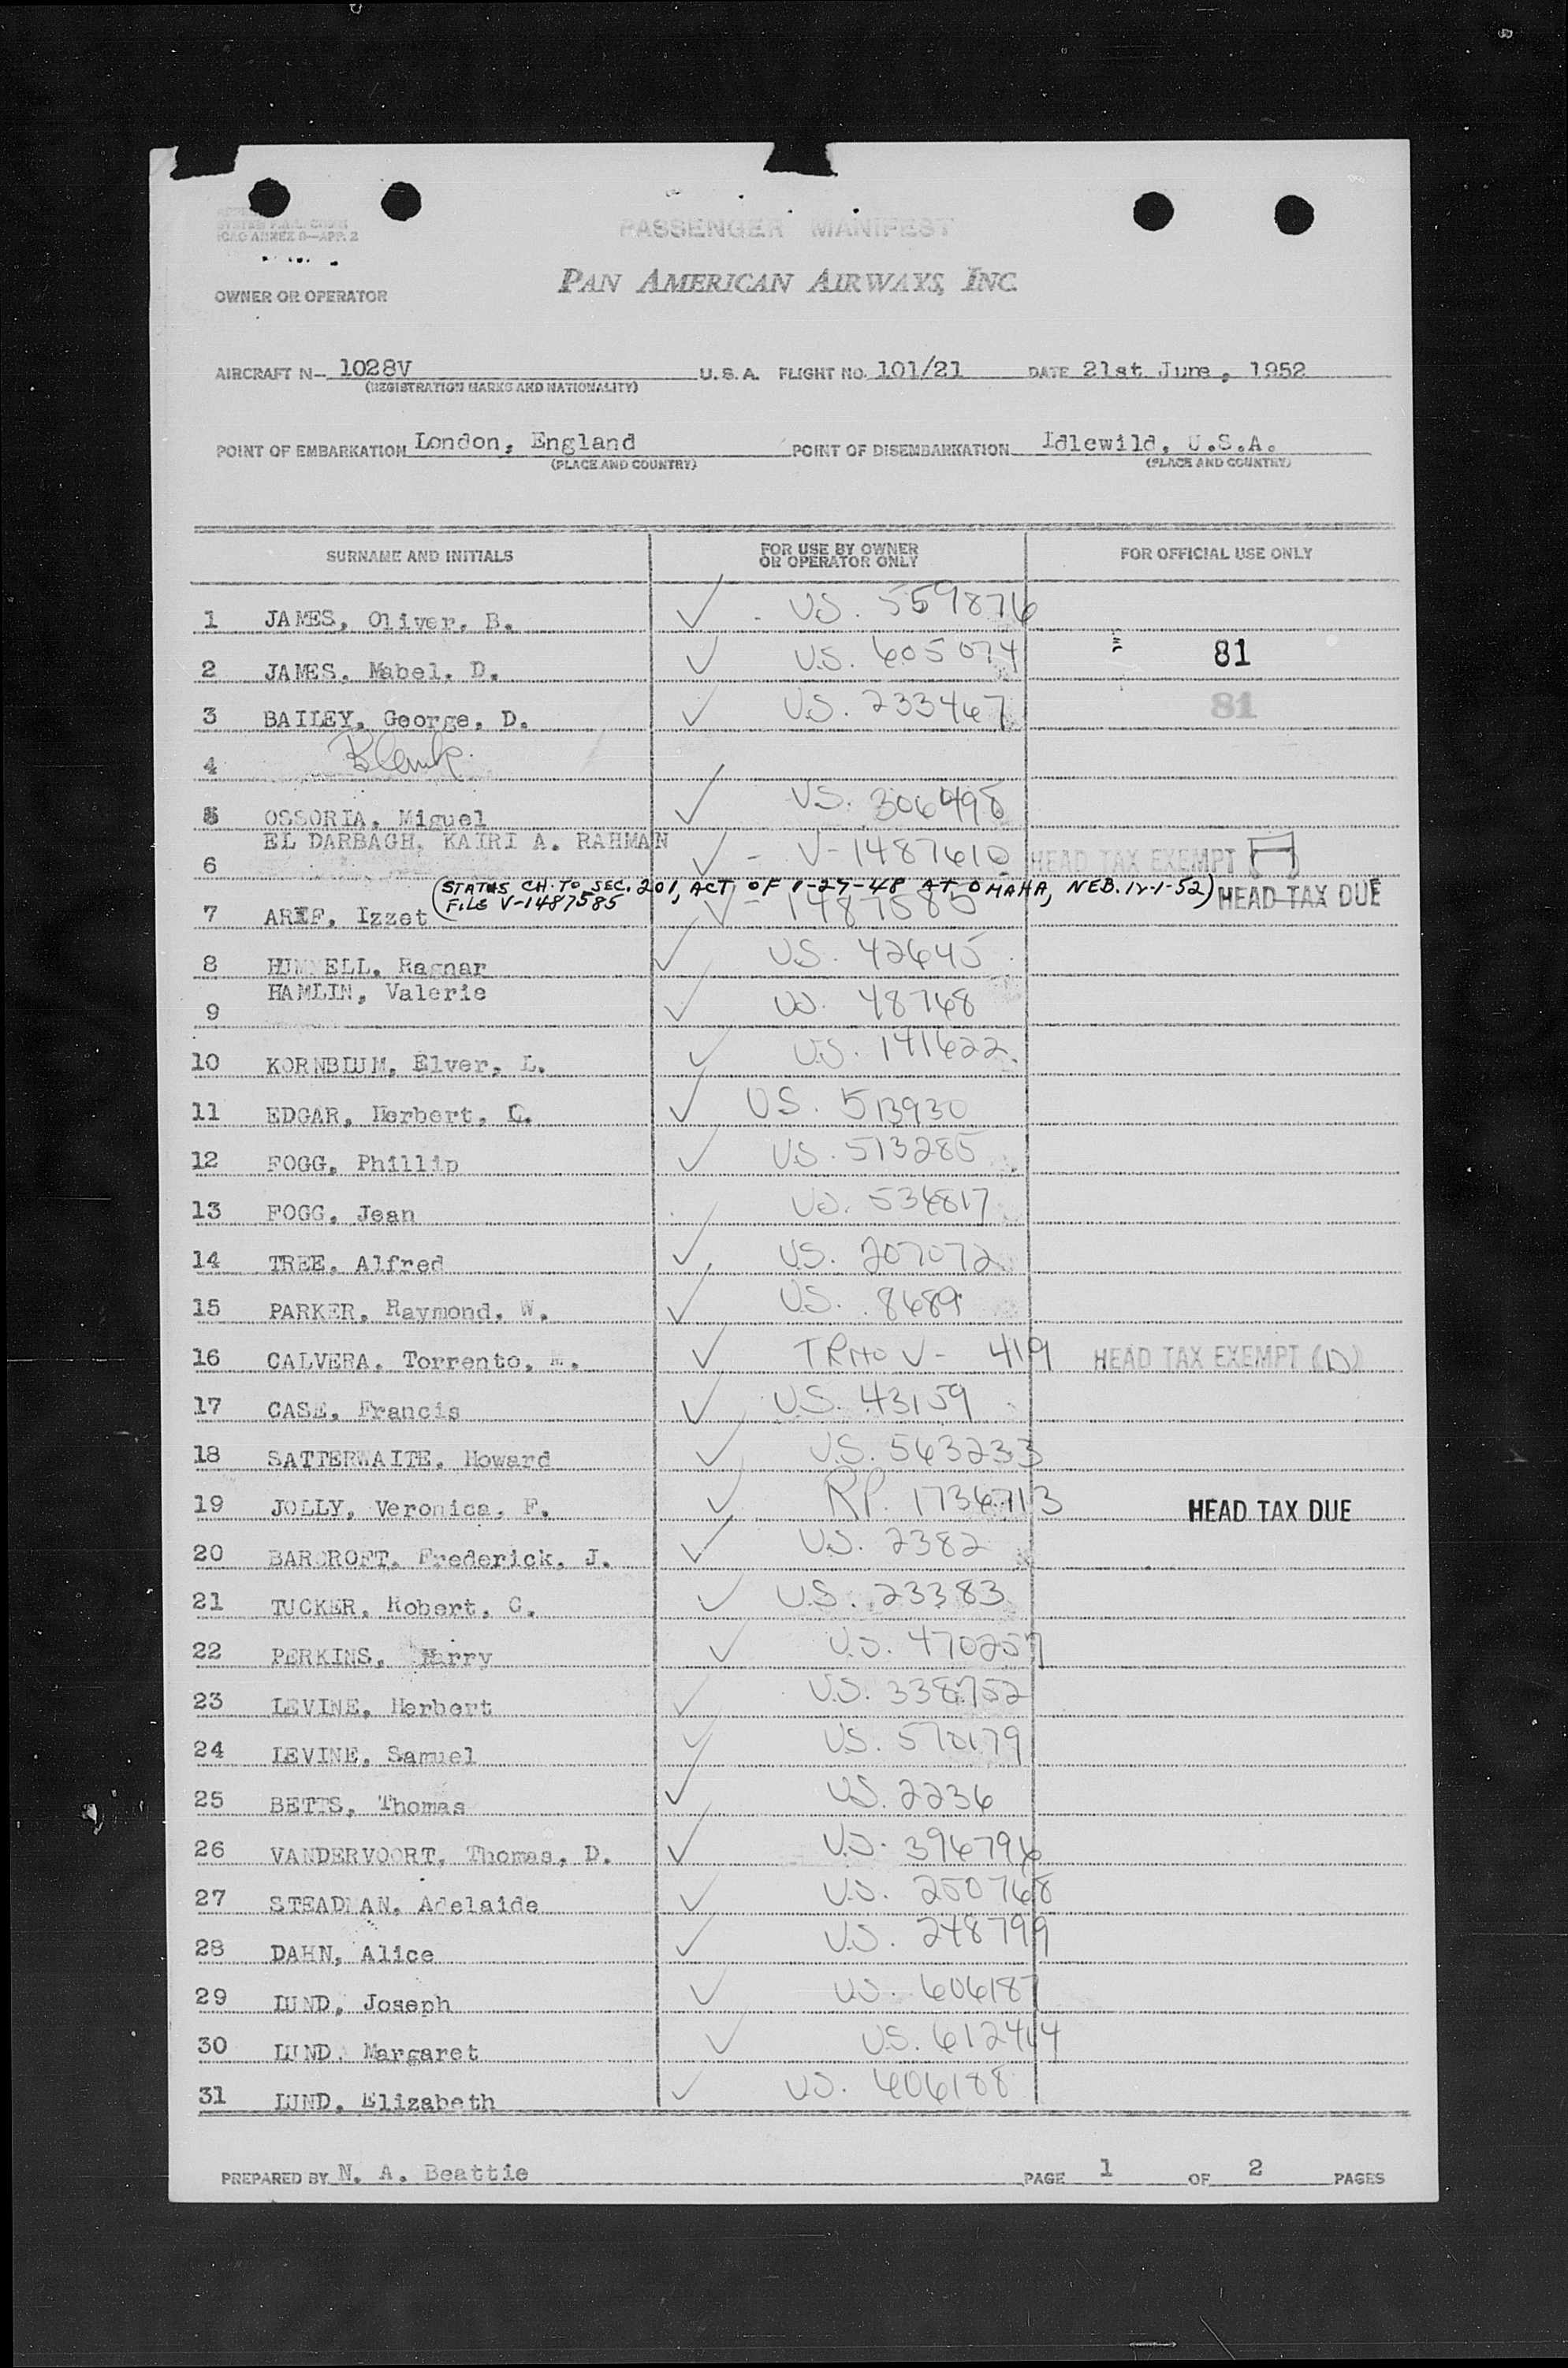 ICAO ANNEX 9—APP. 2
PASSENGER MANIFEST
PAN AMERICAN AIRWAYS, INC.
OWNER OR OPERATOR
AIRCRAFT N- 1028V U.S.A. FLIGHT NO. 101/21 DATE 21st June, 1952
(REGISTRATION MARKS AND NATIONALITY)
POINT OF EMBARKATION London, England POINT OF DISEMBARKATION Idlewild, U.S.A.
(PLACE AND COUNTRY) (PLACE AND COUNTRY)
SURNAME AND INITIALS FOR USE BY OWNER OR OPERATOR ONLY FOR OFFICIAL USE ONLY
1 JAMES, Oliver, B. ✓ U.S. 559876
2 JAMES, Mabel, D. ✓ U.S. 605074 81
3 BAILEY, George, D. ✓ U.S. 233467 81
4 Blank
5 OSSORIA, Miguel ✓ U.S. 306498
6 EL DARBAGH, KAIRI A. RAHMAN ✓ - V-1487610 HEAD TAX EXEMPT
(STATUS CH. TO SEC. 201, ACT OF 1-27-48 AT OMAHA, NEB. 12-1-52) HEAD TAX DUE
FILE V-1487585
7 ARIF, Izzet V-1487585
8 ELL, Ragnar ✓ U.S. 42645
9 HAMLIN, Valerie ✓ U.S. 48768
10 KORNBLUM, Elver, L. ✓ U.S. 141622
11 EDGAR, Herbert, C. ✓ U.S. 513930
12 FOGG, Phillip ✓ U.S. 513285
13 FOGG, Jean U.S. 534817
14 TREE, Alfred ✓ U.S. 207072
15 PARKER, Raymond, W. ✓ U.S. 8689
16 CALVERA, Torrento, ✓ V- 419 HEAD TAX EXEMPT (D)
17 CASE, Francis ✓ U.S. 43159
18 SATTERWAITE, Howard ✓ U.S. 563233
19 JOLLY, Veronica, F. ✓ RP. 1736713 HEAD TAX DUE
20 BARCROFT, Frederick, J. ✓ U.S. 2382
21 TUCKER, Robert, C. ✓ U.S. 23383
22 PERKINS, Harry ✓ U.S. 470257
23 LEVINE, Herbert ✓ U.S. 338752
24 LEVINE, Samuel ✓ U.S. 570179
25 BETTS, Thomas ✓ U.S. 2236
26 VANDERVOORT, Thomas, D. ✓ U.S. 396796
27 STEADMAN, Adelaide ✓ U.S. 250768
28 DAHN, Alice ✓ U.S. 248799
29 LUND, Joseph ✓ U.S. 606187
30 LUND, Margaret ✓ U.S. 612464
31 LUND, Elizabeth ✓ U.S. 606188
PREPARED BY N. A. Beattie PAGE 1 OF 2 PAGES